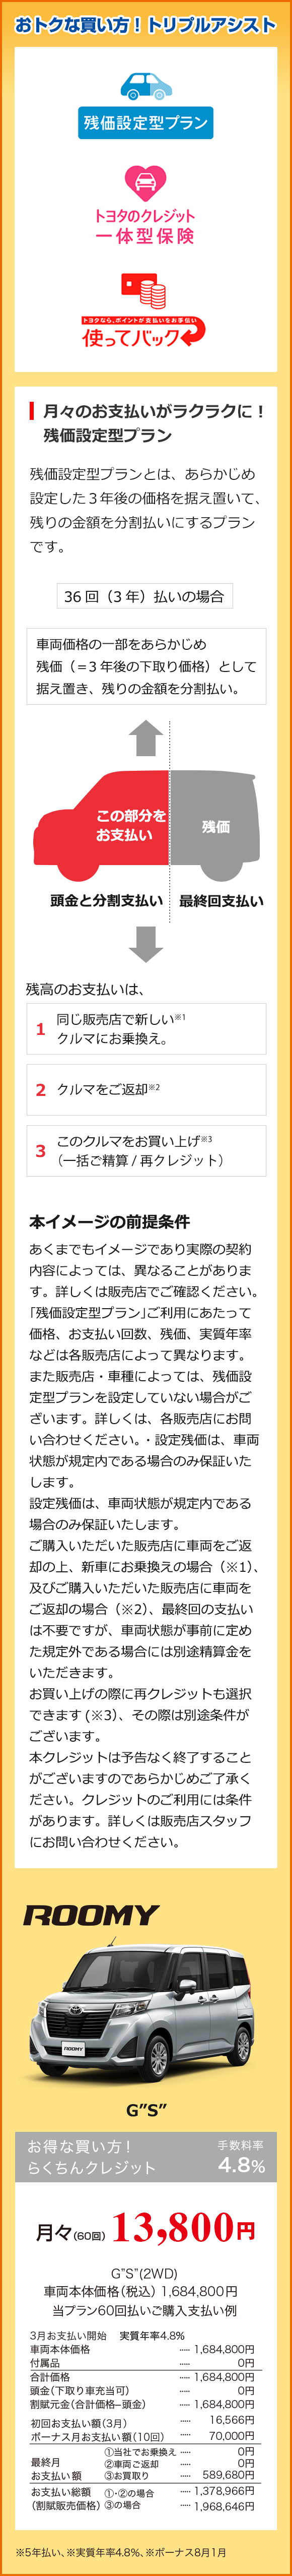 おトクな買い方！トリプルアシスト
残価設定型プラン
トヨタのクレジット
一体型保険
トヨタなら、ポイントが支払いをお手伝い
使ってバック
月々のお支払いがラクラクに！
残価設定型プラン
残価設定型プランとは、あらかじめ
設定した３年後の価格を据え置いて、
残りの金額を分割払いにするプラン
です。
36 回（3 年）払いの場合
車両価格の一部をあらかじめ
残価（＝3 年後の下取り価格）として
据え置き、残りの金額を分割払い。
この部分を
お支払い
残価
頭金と分割支払い
最終回支払い
残高のお支払いは、
1 同じ販売店で新しい※1
クルマにお乗換え。
2 クルマをご返却※2
3 このクルマをお買い上げ※3
（一括ご精算 / 再クレジット）
本イメージの前提条件
あくまでもイメージであり実際の契約
内容によっては、異なることがありま
す。詳しくは販売店でご確認ください。
「残価設定型プラン」ご利用にあたって
価格、お支払い回数、残価、実質年率
などは各販売店によって異なります。
また販売店・車種によっては、残価設
定型プランを設定していない場合がご
ざいます。詳しくは、各販売店にお問
い合わせください。・設定残価は、車両
状態が規定内である場合のみ保証いた
します。
設定残価は、車両状態が規定内である
場合のみ保証いたします。
ご購入いただいた販売店に車両をご返
却の上、新車にお乗換えの場合（※1）、
及びご購入いただいた販売店に車両を
ご返却の場合（※2）、最終回の支払い
は不要ですが、車両状態が事前に定め
た規定外である場合には別途精算金を
いただきます。
お買い上げの際に再クレジットも選択
できます (※3）、その際は別途条件が
ございます。
本クレジットは予告なく終了すること
がございますのであらかじめご了承く
ださい。クレジットのご利用には条件
があります。詳しくは販売店スタッフ
にお問い合わせください。
ROOMY
ROOMY
G”S”
お得な買い方！
らくちんクレジット
手数料率
4.8%
月々(60回) 13,800円
G”S”(2WD)
車両本体価格（税込） 1,684,800円
当プラン60回払いご購入支払い例
3月お支払い開始 実質年率4.8%
車両本体価格 ····· 1,684,800円
付属品 ····· 0円
合計価格 ····· 1,684,800円
頭金（下取り車充当可） ····· 0円
割賦元金（合計価格−頭金） ····· 1,684,800円
初回お支払い額（3月） ····· 16,566円
ボーナス月お支払い額（10回） ····· 70,000円
最終月
お支払い額
①当社でお乗換え ····· 0円
②車両ご返却 ····· 0円
③お買取り ····· 589,680円
お支払い総額
（割賦販売価格）
①・②の場合 ····· 1,378,966円
③の場合 ····· 1,968,646円
※5年払い、※実質年率4.8%、※ボーナス8月1月